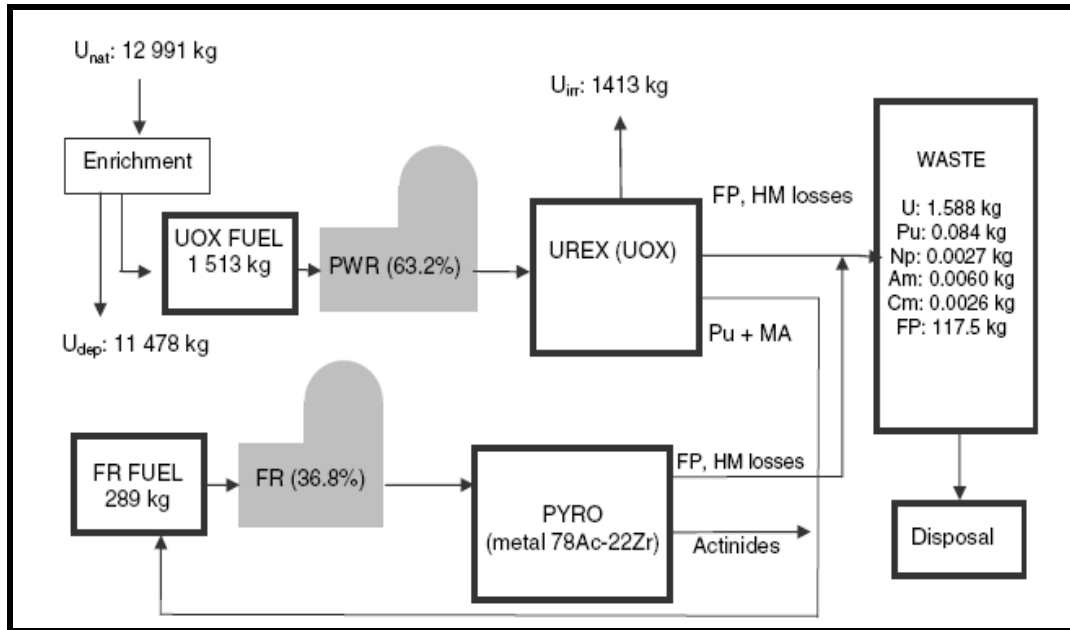 U_nat: 12 991 kg
Enrichment
U_dep: 11 478 kg
UOX FUEL
1 513 kg
PWR (63.2%)
U_irr: 1413 kg
UREX (UOX)
FP, HM losses
Pu + MA
WASTE
U: 1.588 kg
Pu: 0.084 kg
Np: 0.0027 kg
Am: 0.0060 kg
Cm: 0.0026 kg
FP: 117.5 kg
FR FUEL
289 kg
FR (36.8%)
PYRO
(metal 78Ac-22Zr)
FP, HM losses
Actinides
Disposal